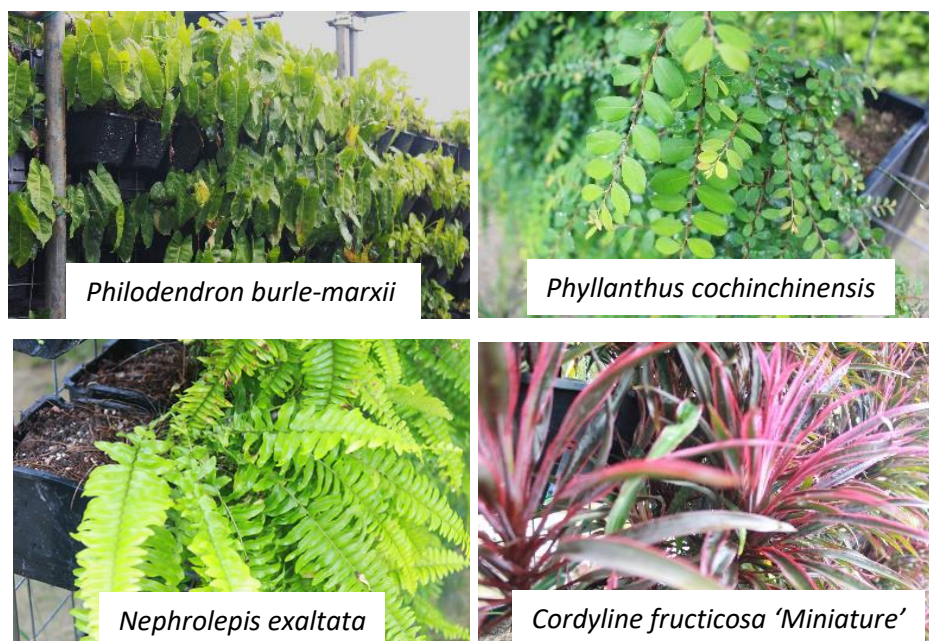 Philodendron burle-marxii
Phyllanthus cochinchinensis
Nephrolepis exaltata
Cordyline fructicosa ‘Miniature’